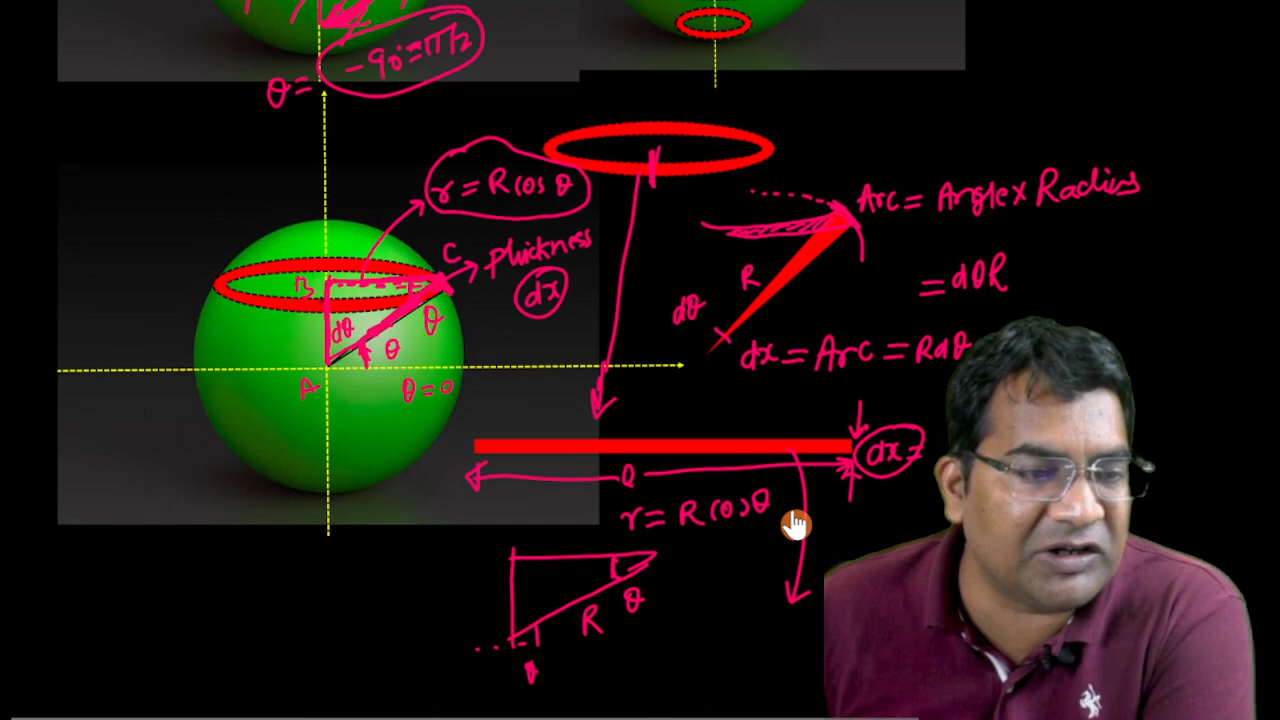 θ = -90° = π/2
r = R cos θ
Arc = Angle x Radius
C
thickness
B
dx
R
= dθR
dθ
θ
dθ
θ
dx = Arc = Rdθ
A
θ = 0
dx =
r = R cos θ
θ
R
θ